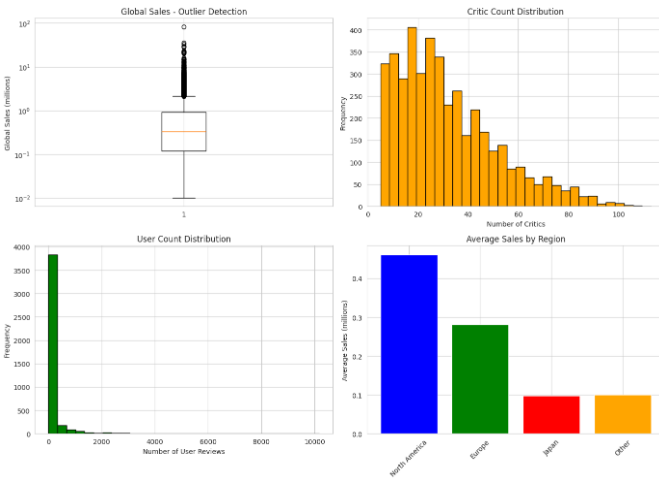 Global Sales - Outlier Detection
Global Sales (millions)
10²
10¹
10⁰
10⁻¹
10⁻²
1
Critic Count Distribution
Frequency
400
350
300
250
200
150
100
50
0
0 20 40 60 80 100
Number of Critics
User Count Distribution
Frequency
4000
3500
3000
2500
2000
1500
1000
500
0
0 2000 4000 6000 8000 10000
Number of User Reviews
Average Sales by Region
Average Sales (millions)
0.4
0.3
0.2
0.1
0.0
North America
Europe
Japan
Other